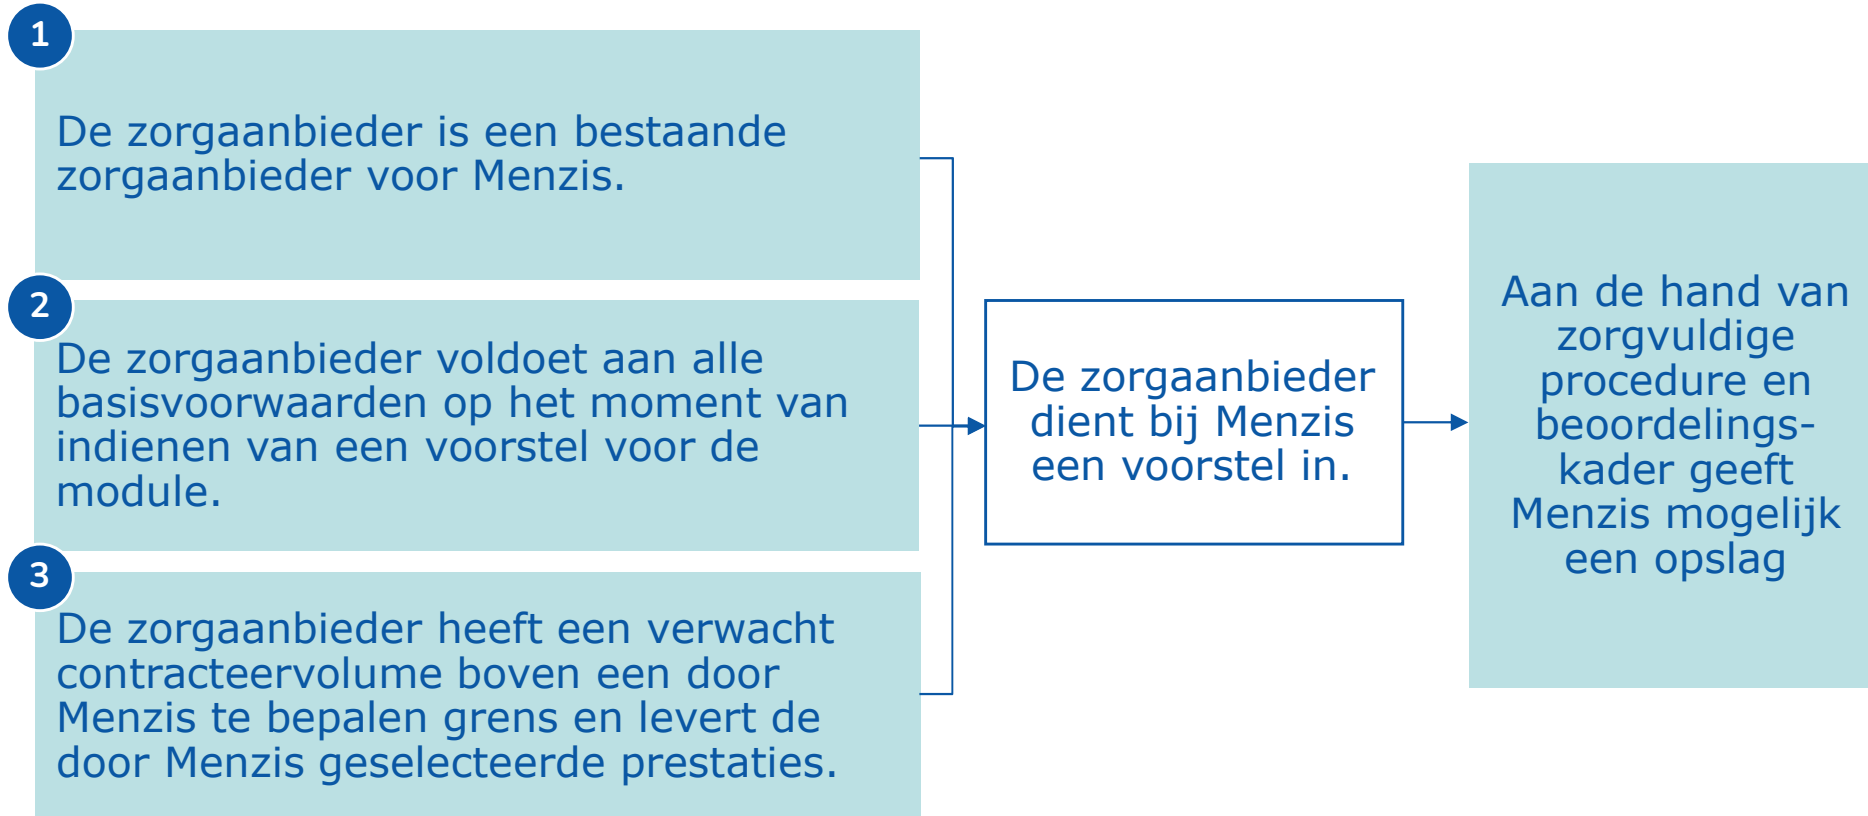 1
De zorgaanbieder is een bestaande
zorgaanbieder voor Menzis.
2
De zorgaanbieder voldoet aan alle
basisvoorwaarden op het moment van
indienen van een voorstel voor de
module.
3
De zorgaanbieder heeft een verwacht
contracteervolume boven een door
Menzis te bepalen grens en levert de
door Menzis geselecteerde prestaties.
De zorgaanbieder
dient bij Menzis
een voorstel in.
Aan de hand van
zorgvuldige
procedure en
beoordelings-
kader geeft
Menzis mogelijk
een opslag